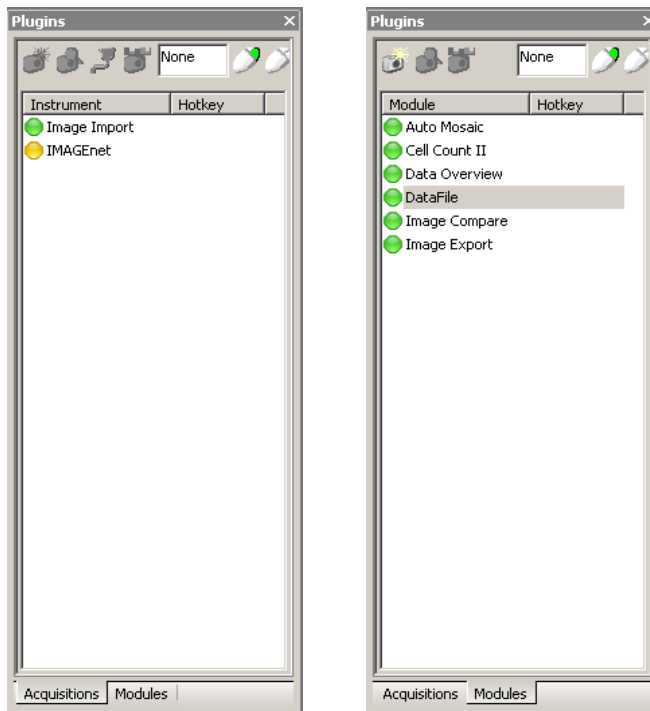 Plugins
None
Instrument Hotkey
Image Import
IMAGEnet
Acquisitions Modules
Plugins
None
Module Hotkey
Auto Mosaic
Cell Count II
Data Overview
DataFile
Image Compare
Image Export
Acquisitions Modules